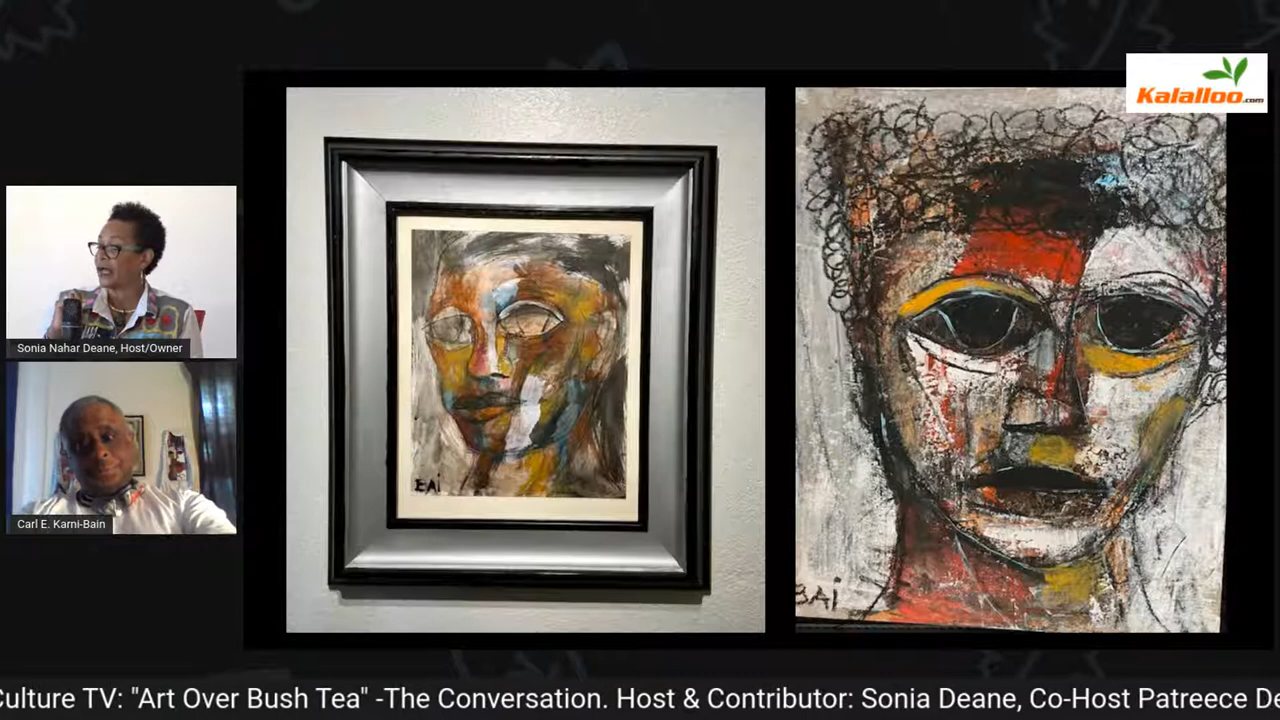 Kalalloo.com
Sonia Nahar Deane, Host/Owner
Carl E. Karni-Bain
BAi
BAi
Culture TV: "Art Over Bush Tea" -The Conversation. Host & Contributor: Sonia Deane, Co-Host Patreece De